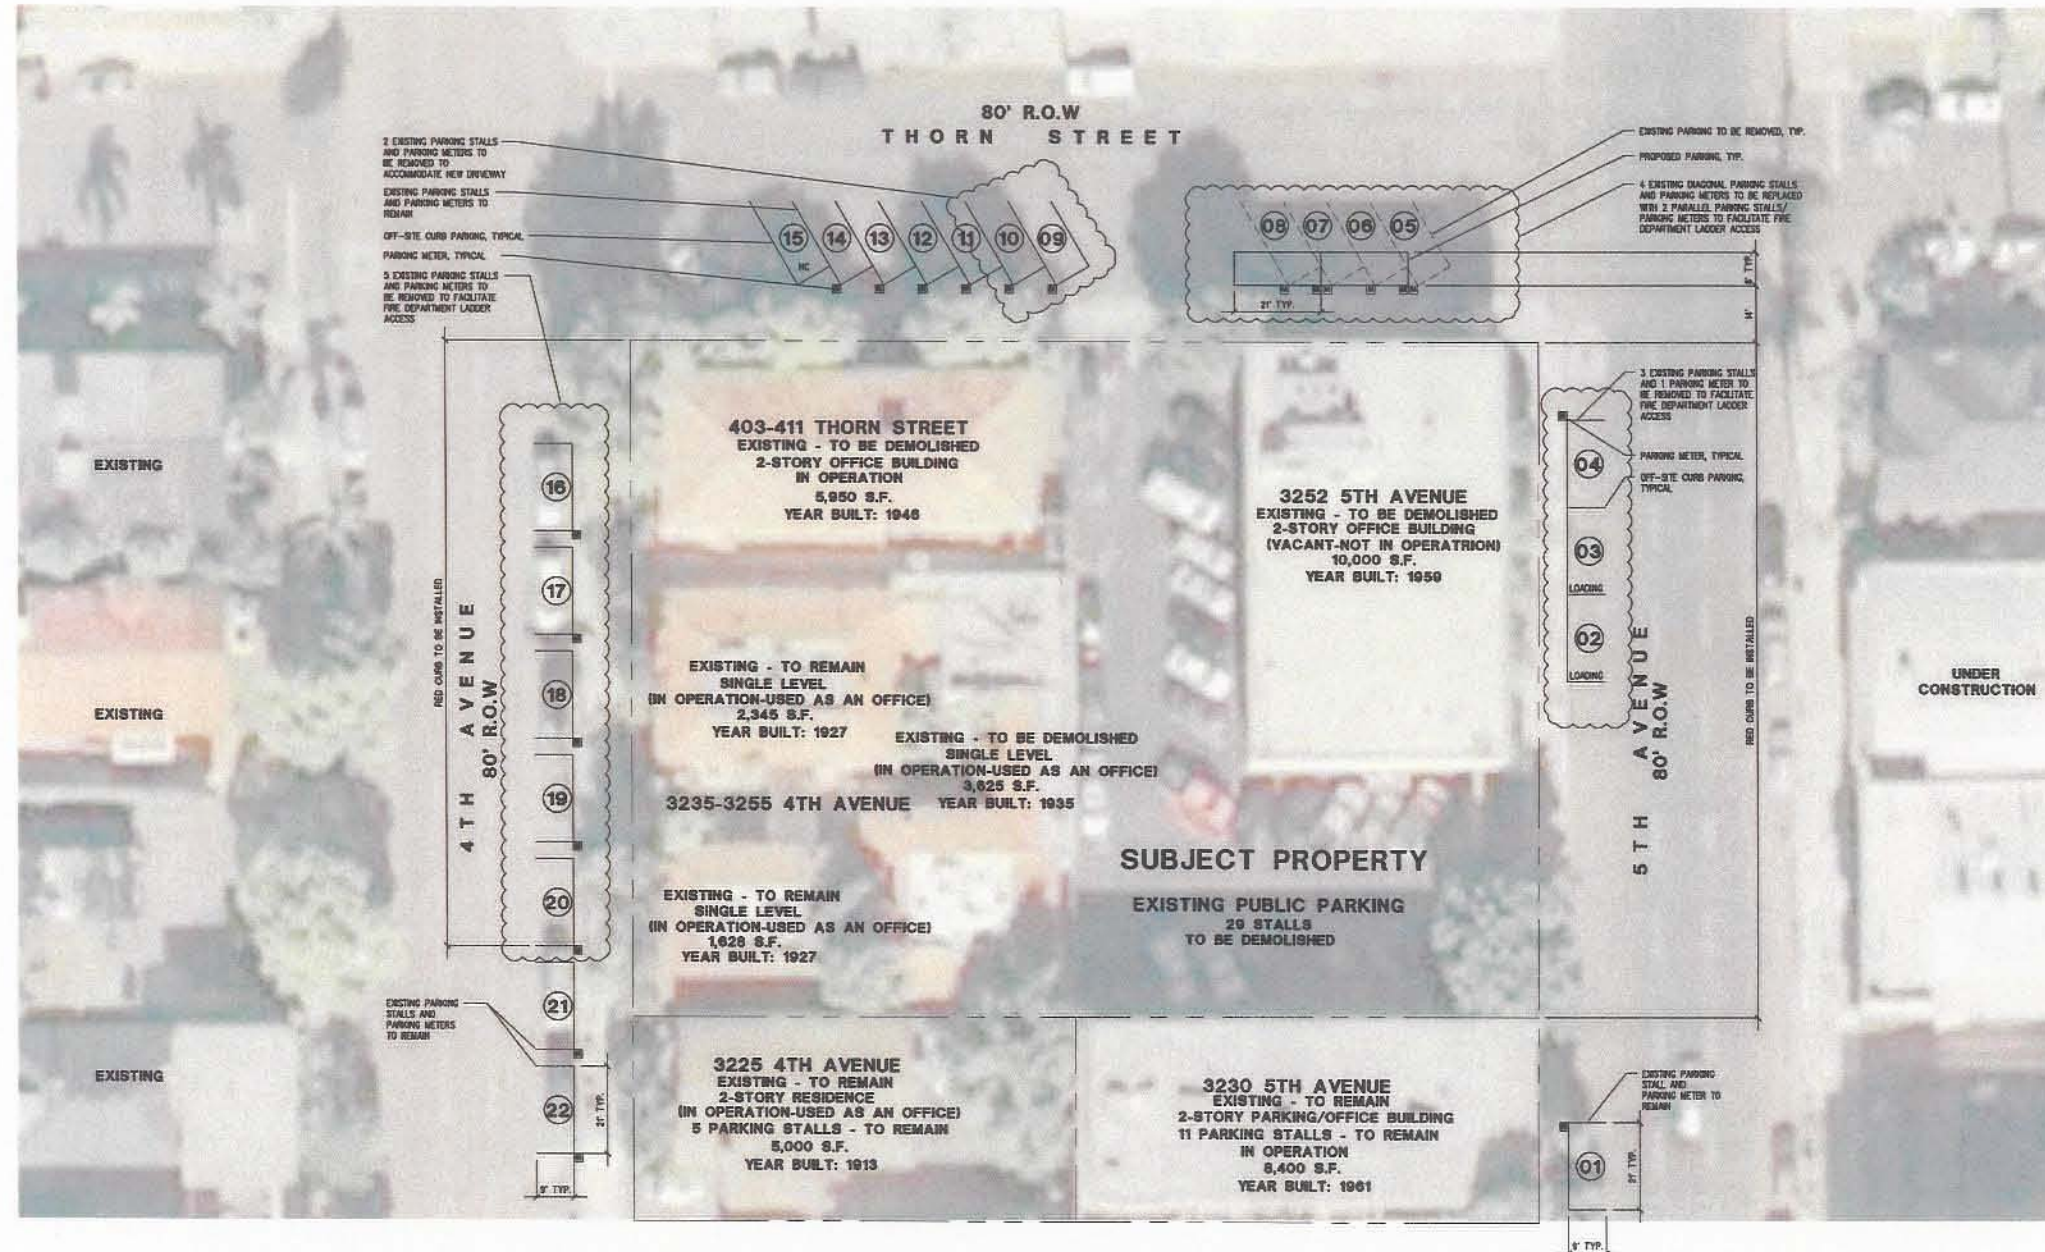 80' R.O.W
THORN STREET
2 EXISTING PARKING STALLS
AND PARKING METERS TO
BE REMOVED TO
ACCOMMODATE NEW DRIVEWAY
EXISTING PARKING STALLS
AND PARKING METERS TO
REMAIN
OFF-SITE CURB PARKING, TYPICAL
PARKING METER, TYPICAL
5 EXISTING PARKING STALLS
AND PARKING METERS TO
BE REMOVED TO FACILITATE
FIRE DEPARTMENT LADDER
ACCESS
15
14
13
12
11
10
09
HC
08
07
06
05
21' TYP.
EXISTING PARKING TO BE REMOVED, TYP.
PROPOSED PARKING, TYP.
4 EXISTING DIAGONAL PARKING STALLS
AND PARKING METERS TO BE REPLACED
WITH 2 PARALLEL PARKING STALLS/
PARKING METERS TO FACILITATE FIRE
DEPARTMENT LADDER ACCESS
TYP.
14'
3 EXISTING PARKING STALLS
AND 1 PARKING METER TO
BE REMOVED TO FACILITATE
FIRE DEPARTMENT LADDER
ACCESS
PARKING METER, TYPICAL
OFF-SITE CURB PARKING,
TYPICAL
04
03
LOADING
02
LOADING
5TH AVENUE
80' R.O.W
RED CURB TO BE INSTALLED
UNDER
CONSTRUCTION
EXISTING
EXISTING
EXISTING
RED CURB TO BE INSTALLED
4TH AVENUE
80' R.O.W
16
17
18
19
20
21
22
403-411 THORN STREET
EXISTING - TO BE DEMOLISHED
2-STORY OFFICE BUILDING
IN OPERATION
5,950 S.F.
YEAR BUILT: 1946
3252 5TH AVENUE
EXISTING - TO BE DEMOLISHED
2-STORY OFFICE BUILDING
(VACANT-NOT IN OPERATRION)
10,000 S.F.
YEAR BUILT: 1959
EXISTING - TO REMAIN
SINGLE LEVEL
(IN OPERATION-USED AS AN OFFICE)
2,345 S.F.
YEAR BUILT: 1927
EXISTING - TO BE DEMOLISHED
SINGLE LEVEL
(IN OPERATION-USED AS AN OFFICE)
3,625 S.F.
YEAR BUILT: 1935
3235-3255 4TH AVENUE
SUBJECT PROPERTY
EXISTING PUBLIC PARKING
29 STALLS
TO BE DEMOLISHED
EXISTING - TO REMAIN
SINGLE LEVEL
(IN OPERATION-USED AS AN OFFICE)
1,628 S.F.
YEAR BUILT: 1927
EXISTING PARKING
STALLS AND
PARKING METERS
TO REMAIN
21' TYP.
9' TYP.
3225 4TH AVENUE
EXISTING - TO REMAIN
2-STORY RESIDENCE
(IN OPERATION-USED AS AN OFFICE)
5 PARKING STALLS - TO REMAIN
5,000 S.F.
YEAR BUILT: 1913
3230 5TH AVENUE
EXISTING - TO REMAIN
2-STORY PARKING/OFFICE BUILDING
11 PARKING STALLS - TO REMAIN
IN OPERATION
8,400 S.F.
YEAR BUILT: 1961
EXISTING PARKING
STALL AND
PARKING METER TO
REMAIN
01
21' TYP.
9' TYP.